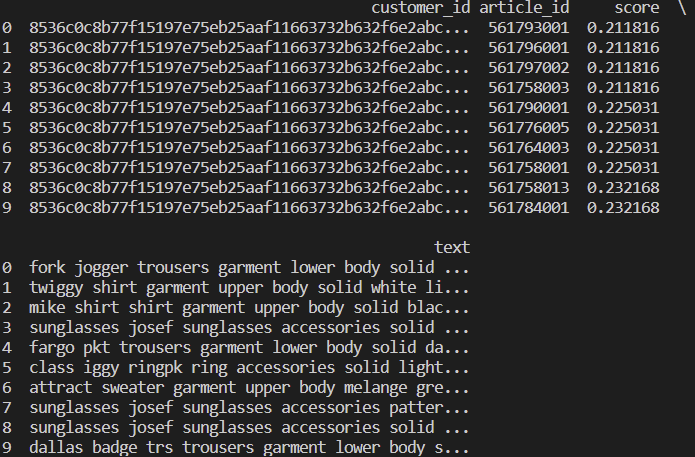 customer_id article_id score \
0 8536c0c8b77f15197e75eb25aaf11663732b632f6e2abc... 561793001 0.211816
1 8536c0c8b77f15197e75eb25aaf11663732b632f6e2abc... 561796001 0.211816
2 8536c0c8b77f15197e75eb25aaf11663732b632f6e2abc... 561797002 0.211816
3 8536c0c8b77f15197e75eb25aaf11663732b632f6e2abc... 561758003 0.211816
4 8536c0c8b77f15197e75eb25aaf11663732b632f6e2abc... 561790001 0.225031
5 8536c0c8b77f15197e75eb25aaf11663732b632f6e2abc... 561776005 0.225031
6 8536c0c8b77f15197e75eb25aaf11663732b632f6e2abc... 561764003 0.225031
7 8536c0c8b77f15197e75eb25aaf11663732b632f6e2abc... 561758001 0.225031
8 8536c0c8b77f15197e75eb25aaf11663732b632f6e2abc... 561758013 0.232168
9 8536c0c8b77f15197e75eb25aaf11663732b632f6e2abc... 561784001 0.232168
text
0 fork jogger trousers garment lower body solid ...
1 twiggy shirt garment upper body solid white li...
2 mike shirt shirt garment upper body solid blac...
3 sunglasses josef sunglasses accessories solid ...
4 fargo pkt trousers garment lower body solid da...
5 class iggy ringpk ring accessories solid light...
6 attract sweater garment upper body melange gre...
7 sunglasses josef sunglasses accessories patter...
8 sunglasses josef sunglasses accessories solid ...
9 dallas badge trs trousers garment lower body s...